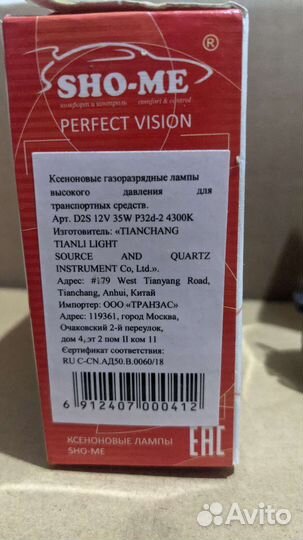 SHO-ME ®
комфорт и контроль comfort & control
PERFECT VISION
Ксеноновые газоразрядные лампы
высокого давления для
транспортных средств.
Арт. D2S 12V 35W P32d-2 4300K
Изготовитель: «TIANCHANG
TIANLI LIGHT
SOURCE AND QUARTZ
INSTRUMENT Co, Ltd.».
Адрес: #179 West Tianyang Road,
Tianchang, Anhui, Китай
Импортер: ООО «ТРАНЗАС»
Адрес: 119361, город Москва,
Очаковский 2-й переулок,
дом 4, эт 2 пом II ком 11
Сертификат соответствия:
RU C-CN.АД50.В.0060/18
6 912407 000412
КСЕНОНОВЫЕ ЛАМПЫ
SHO-ME
EAC
Avito